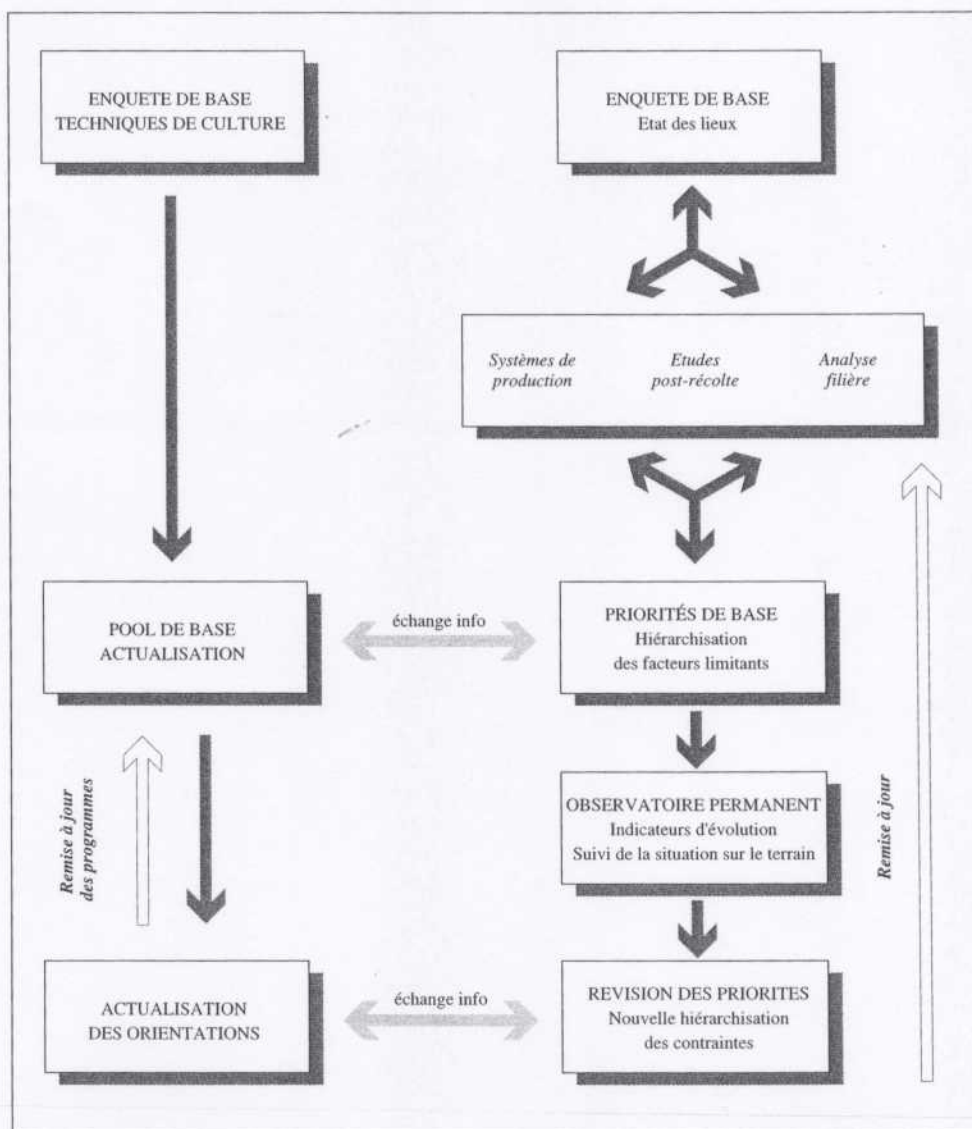 ENQUETE DE BASE
TECHNIQUES DE CULTURE
ENQUETE DE BASE
Etat des lieux
Systèmes de
production
Etudes
post-récolte
Analyse
filière
POOL DE BASE
ACTUALISATION
échange info
PRIORITÉS DE BASE
Hiérarchisation
des facteurs limitants
Remise à jour
des programmes
OBSERVATOIRE PERMANENT
Indicateurs d'évolution
Suivi de la situation sur le terrain
Remise à jour
ACTUALISATION
DES ORIENTATIONS
échange info
REVISION DES PRIORITES
Nouvelle hiérarchisation
des contraintes